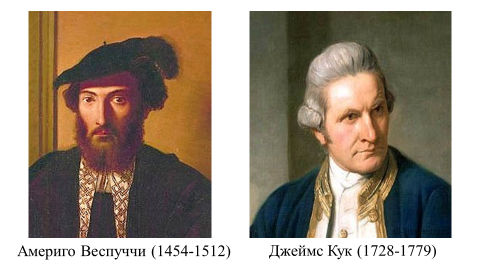 Америго Веспуччи (1454-1512)
Джеймс Кук (1728-1779)